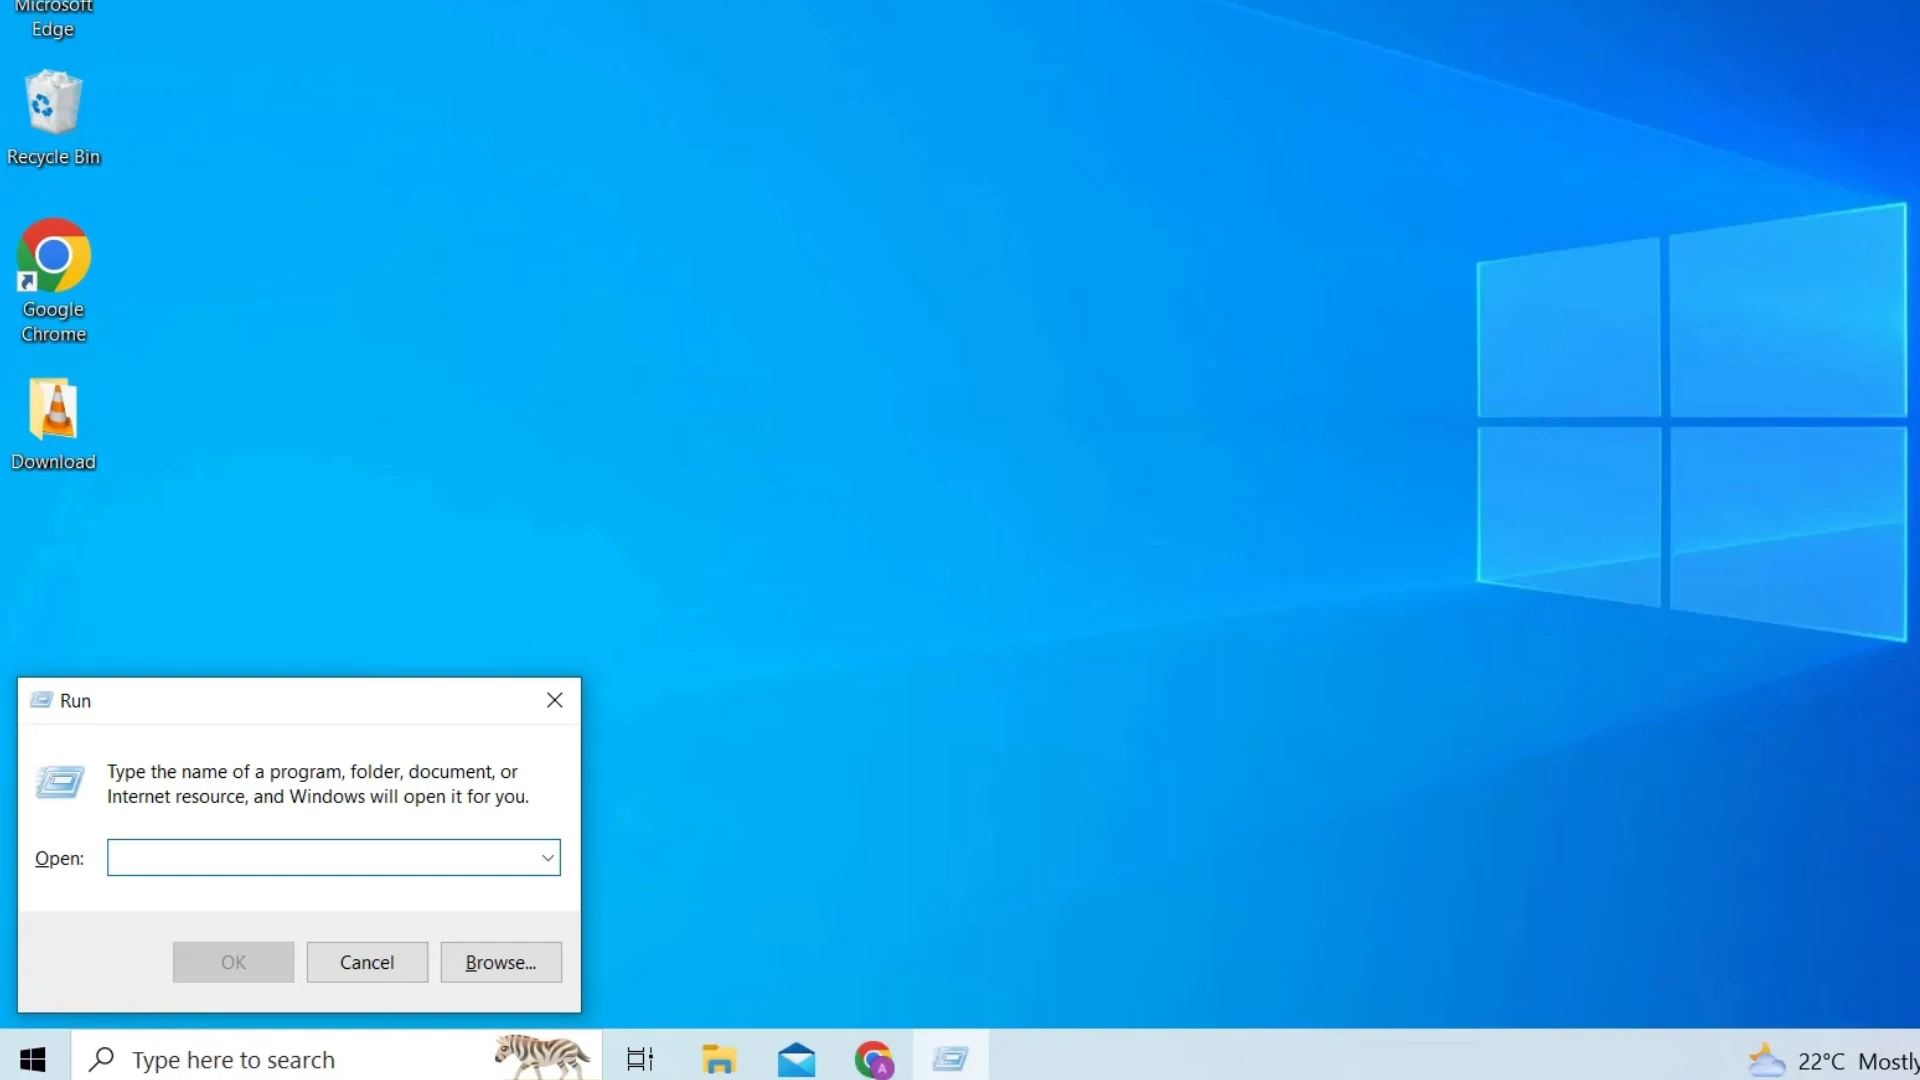 Microsoft
Edge
Recycle Bin
Google
Chrome
Download
Run
Type the name of a program, folder, document, or
Internet resource, and Windows will open it for you.
Open:
OK
Cancel
Browse...
Type here to search
A
22°C Mostly